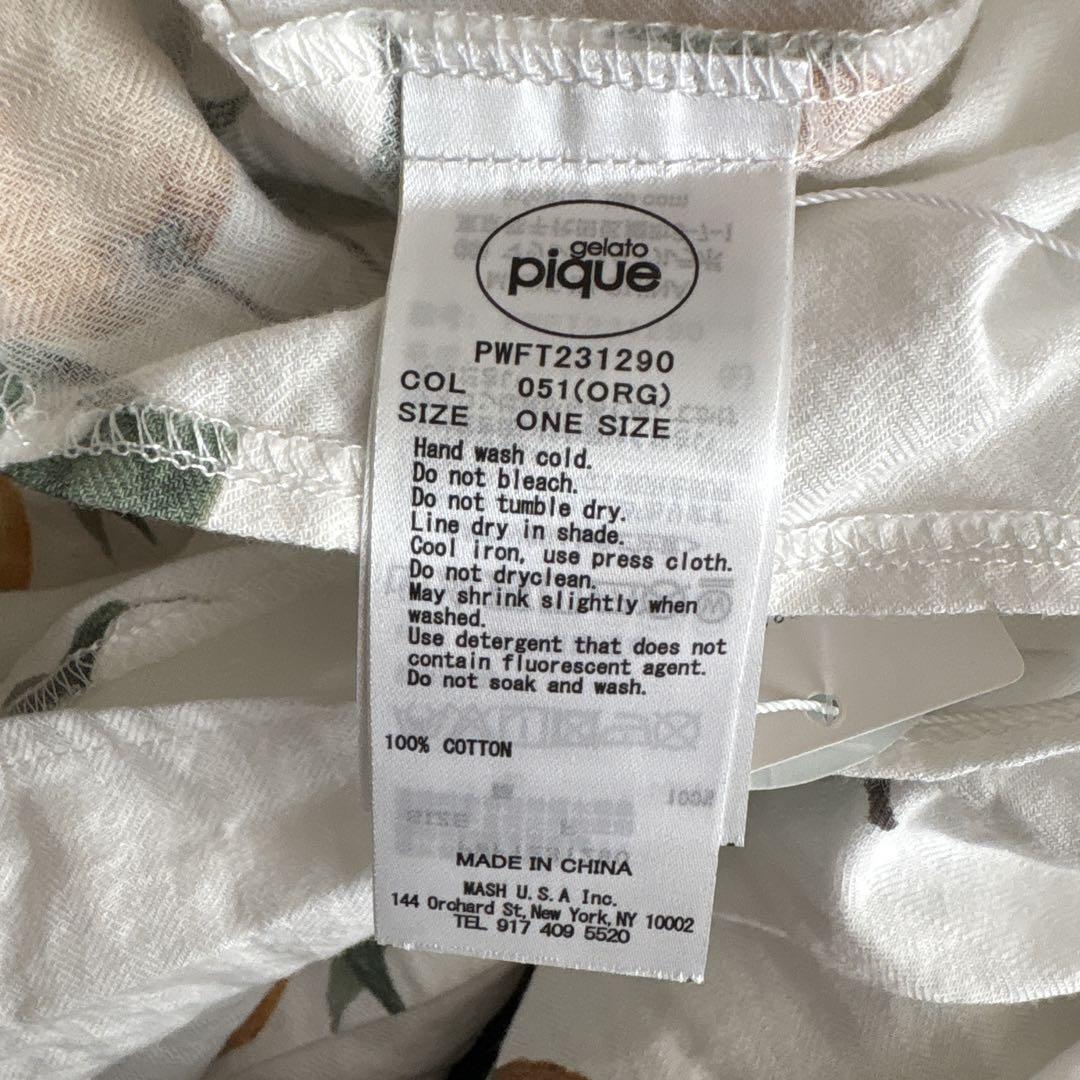 gelato
pique
PWFT231290
COL 051(ORG)
SIZE ONE SIZE
Hand wash cold.
Do not bleach.
Do not tumble dry.
Line dry in shade.
Cool iron, use press cloth.
Do not dryclean.
May shrink slightly when
washed.
Use detergent that does not
contain fluorescent agent.
Do not soak and wash.
100% COTTON
MADE IN CHINA
MASH U.S.A Inc.
144 Orchard St, New York, NY 10002
TEL 917 409 5520